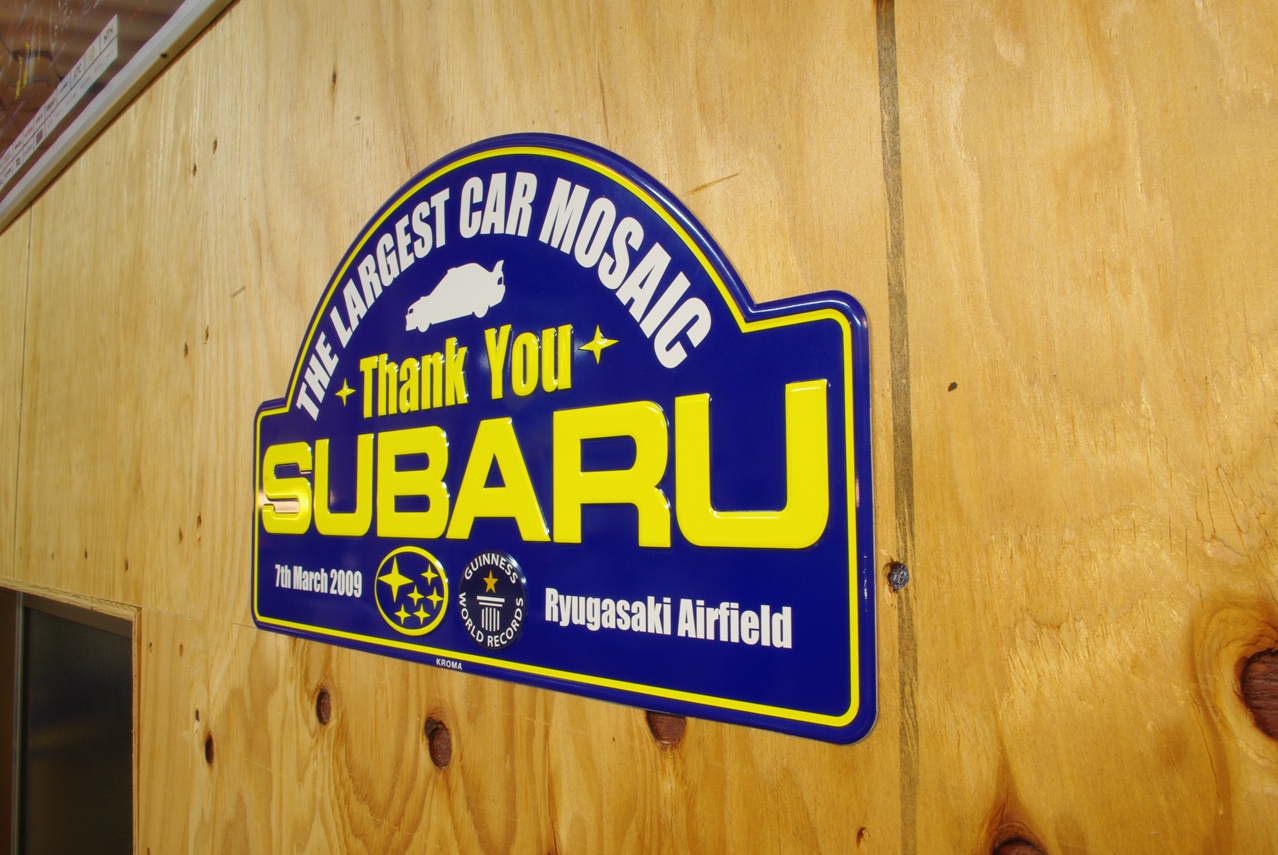 THE LARGEST CAR MOSAIC
Thank You
SUBARU
7th March 2009
GUINNESS WORLD RECORDS
Ryugasaki Airfield
KROMA